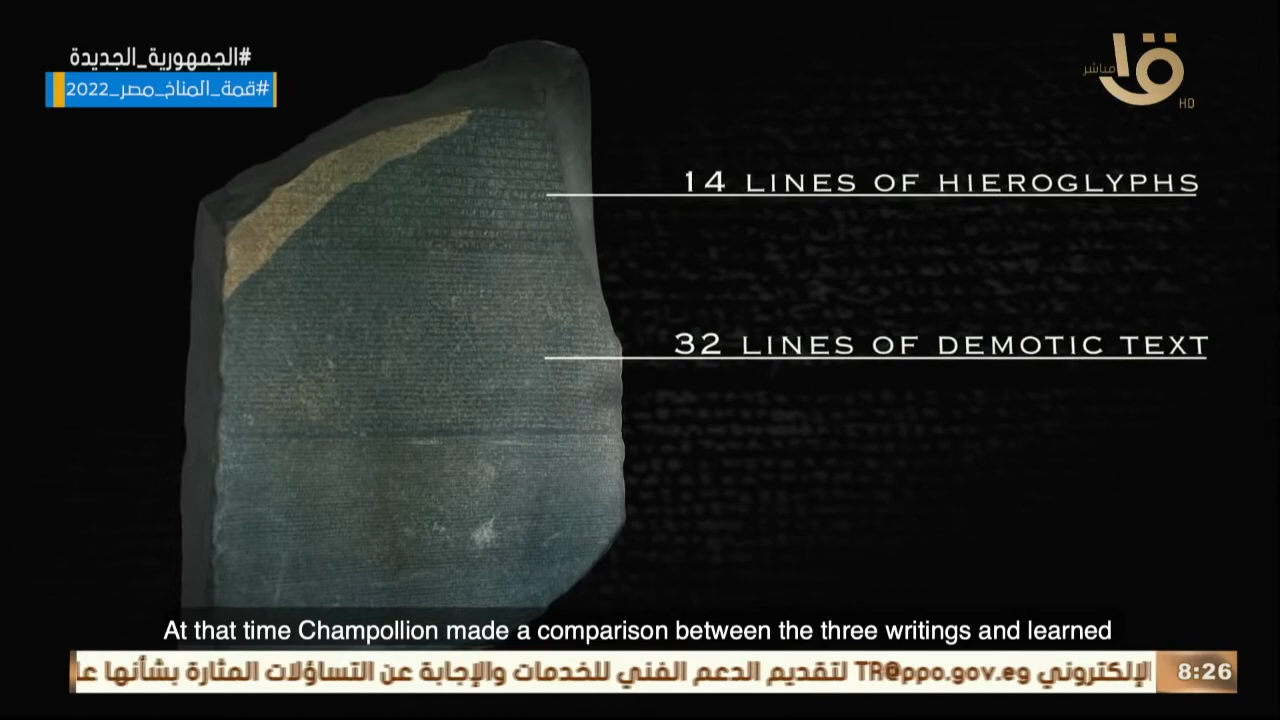 #الجمهورية_الجديدة
#قمة_المناخ_مصر_2022
مباشر
HD
14 LINES OF HIEROGLYPHS
32 LINES OF DEMOTIC TEXT
At that time Champollion made a comparison between the three writings and learned
الإلكتروني TR@ppo.gov.eg لتقديم الدعم الفني للخدمات والإجابة عن التساؤلات المثارة بشأنها
8:26